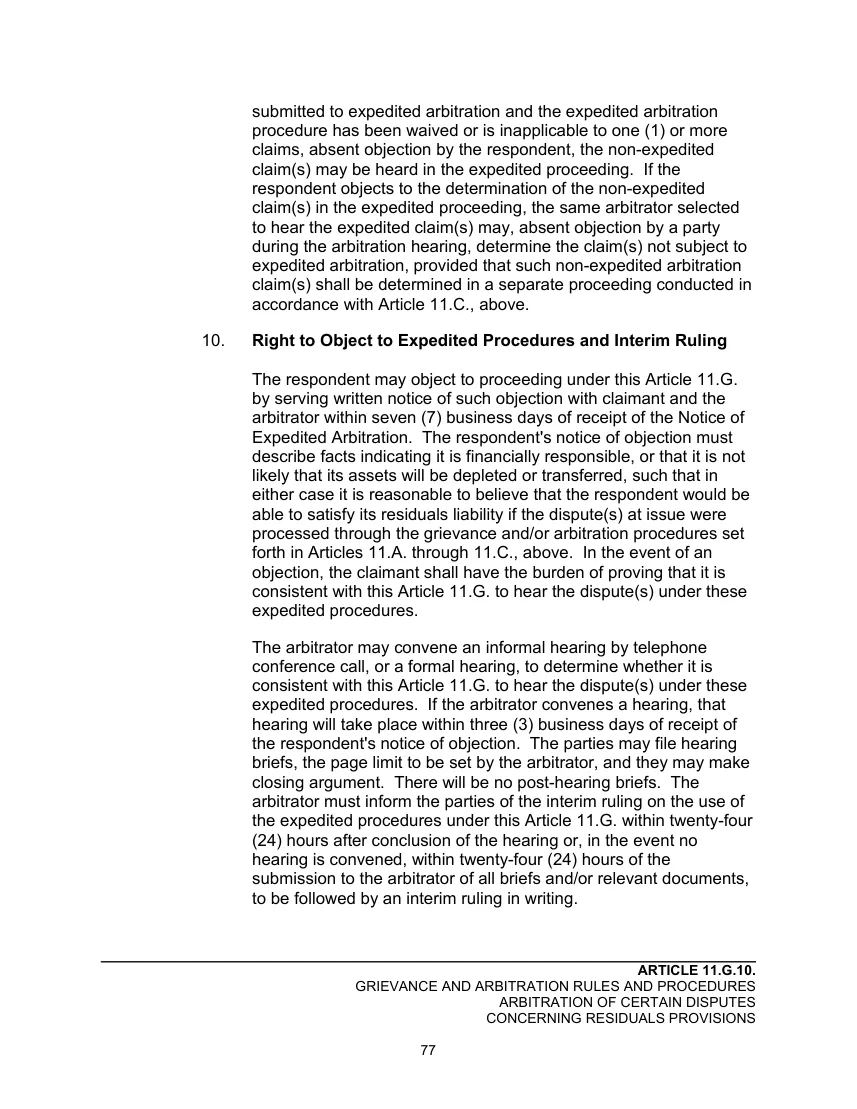 submitted to expedited arbitration and the expedited arbitration
procedure has been waived or is inapplicable to one (1) or more
claims, absent objection by the respondent, the non-expedited
claim(s) may be heard in the expedited proceeding.  If the
respondent objects to the determination of the non-expedited
claim(s) in the expedited proceeding, the same arbitrator selected
to hear the expedited claim(s) may, absent objection by a party
during the arbitration hearing, determine the claim(s) not subject to
expedited arbitration, provided that such non-expedited arbitration
claim(s) shall be determined in a separate proceeding conducted in
accordance with Article 11.C., above.
10. Right to Object to Expedited Procedures and Interim Ruling
The respondent may object to proceeding under this Article 11.G.
by serving written notice of such objection with claimant and the
arbitrator within seven (7) business days of receipt of the Notice of
Expedited Arbitration.  The respondent's notice of objection must
describe facts indicating it is financially responsible, or that it is not
likely that its assets will be depleted or transferred, such that in
either case it is reasonable to believe that the respondent would be
able to satisfy its residuals liability if the dispute(s) at issue were
processed through the grievance and/or arbitration procedures set
forth in Articles 11.A. through 11.C., above.  In the event of an
objection, the claimant shall have the burden of proving that it is
consistent with this Article 11.G. to hear the dispute(s) under these
expedited procedures.
The arbitrator may convene an informal hearing by telephone
conference call, or a formal hearing, to determine whether it is
consistent with this Article 11.G. to hear the dispute(s) under these
expedited procedures.  If the arbitrator convenes a hearing, that
hearing will take place within three (3) business days of receipt of
the respondent's notice of objection.  The parties may file hearing
briefs, the page limit to be set by the arbitrator, and they may make
closing argument.  There will be no post-hearing briefs.  The
arbitrator must inform the parties of the interim ruling on the use of
the expedited procedures under this Article 11.G. within twenty-four
(24) hours after conclusion of the hearing or, in the event no
hearing is convened, within twenty-four (24) hours of the
submission to the arbitrator of all briefs and/or relevant documents,
to be followed by an interim ruling in writing.
ARTICLE 11.G.10.
GRIEVANCE AND ARBITRATION RULES AND PROCEDURES
ARBITRATION OF CERTAIN DISPUTES
CONCERNING RESIDUALS PROVISIONS
77